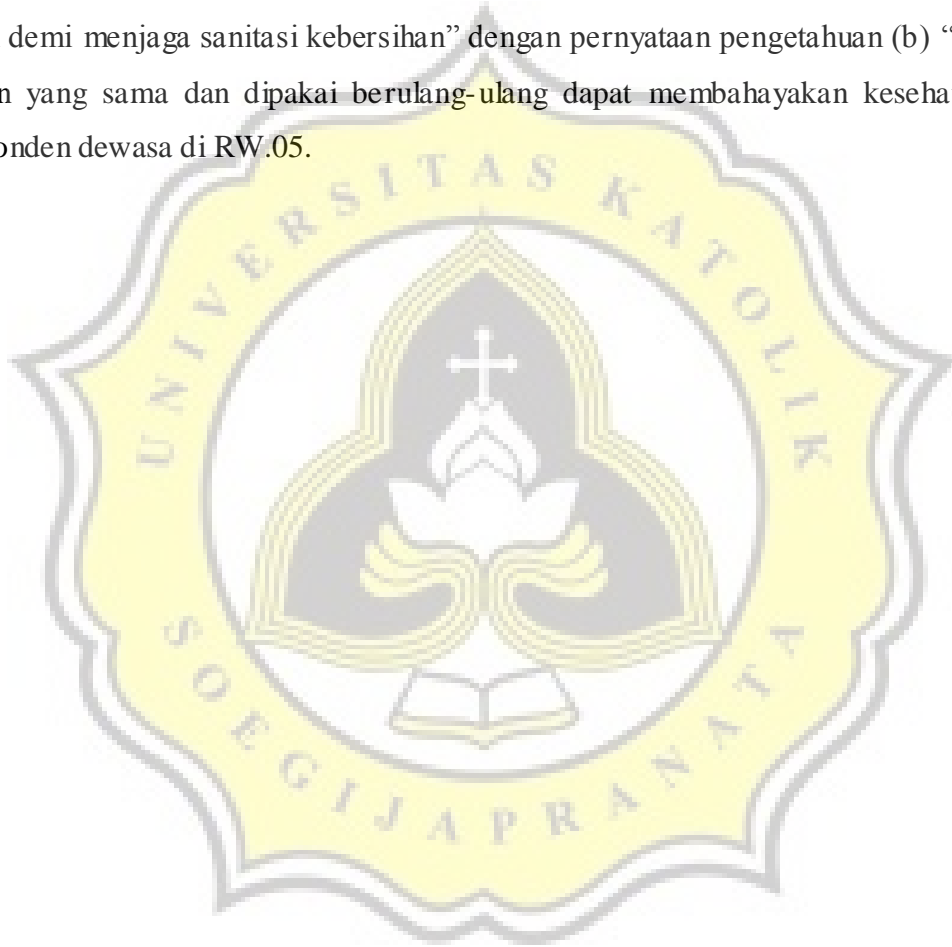 demi menjaga sanitasi kebersihan” dengan pernyataan pengetahuan (b) “
n yang sama dan dipakai berulang-ulang dapat membahayakan keseha
onden dewasa di RW.05.
UNIVERSITAS KATOLIK
SOEGIJAPRANATA